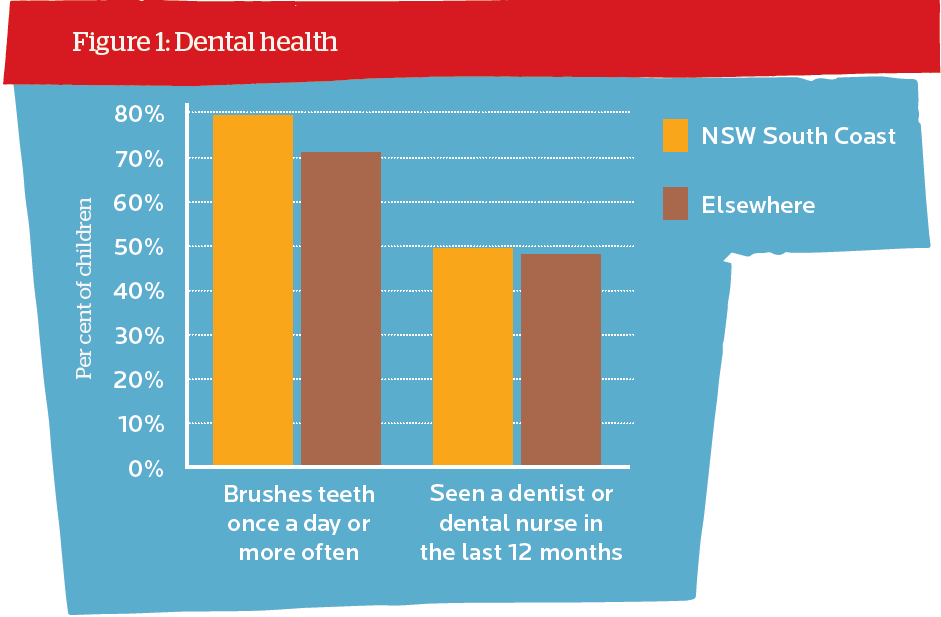 Figure 1: Dental health
80%
70%
60%
50%
40%
30%
20%
10%
0%
Per cent of children
Brushes teeth
once a day or
more often
Seen a dentist or
dental nurse in
the last 12 months
NSW South Coast
Elsewhere